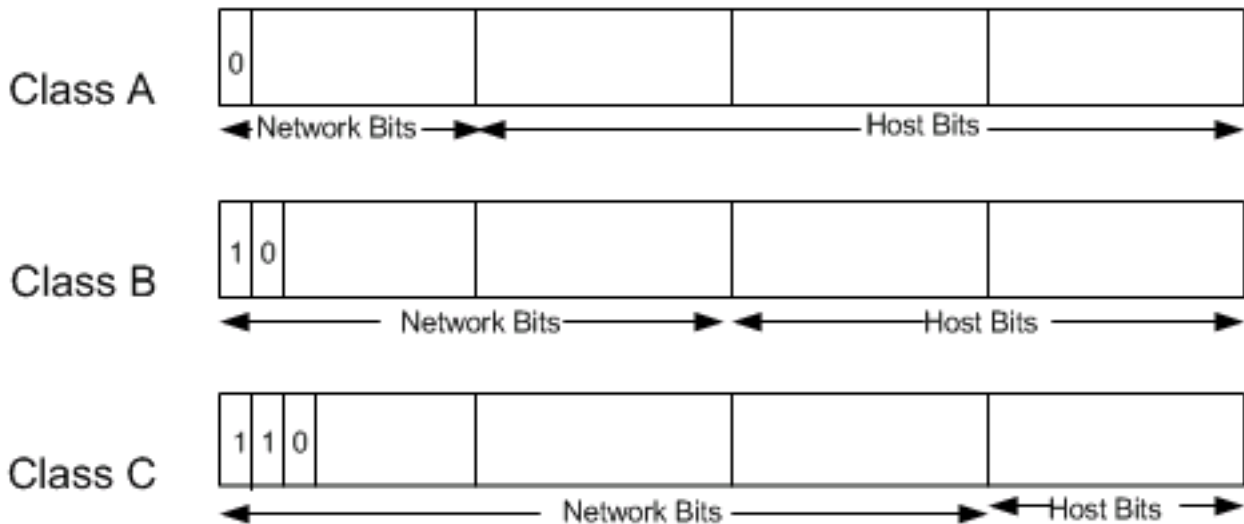 0
Class A
Network Bits Host Bits
1 0
Class B
Network Bits Host Bits
1 1 0
Class C
Network Bits Host Bits